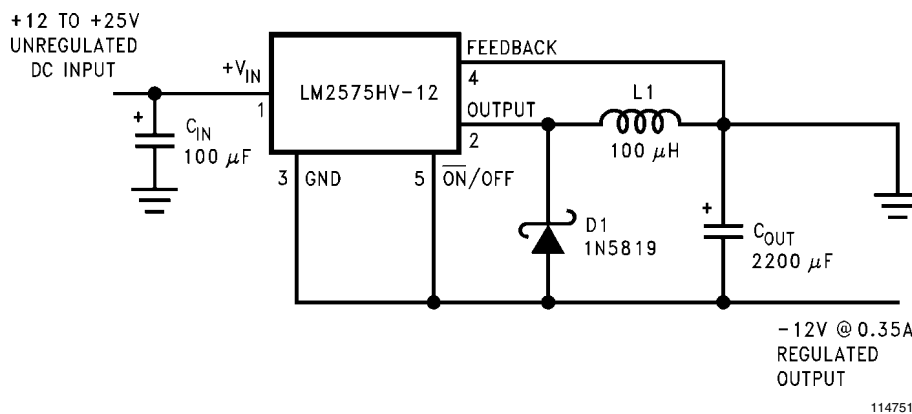 +12 TO +25V
UNREGULATED
DC INPUT
+VIN
1
CIN
100 μF
+
LM2575HV-12
FEEDBACK
4
OUTPUT
2
L1
100 μH
3 GND
5 ON/OFF
D1
1N5819
+
COUT
2200 μF
-12V @ 0.35A
REGULATED
OUTPUT
114751